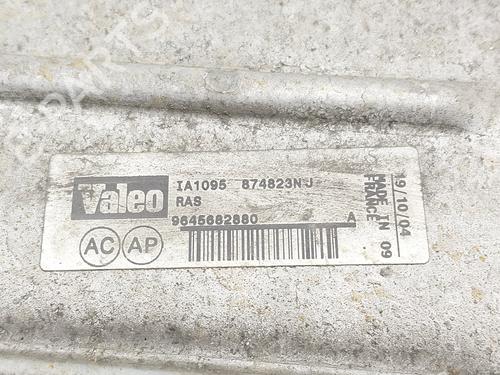 Valeo
IA1095 874823NJ
RAS
9645682880 A
AC AP
MADE IN 09
FRANCE
19/10/04